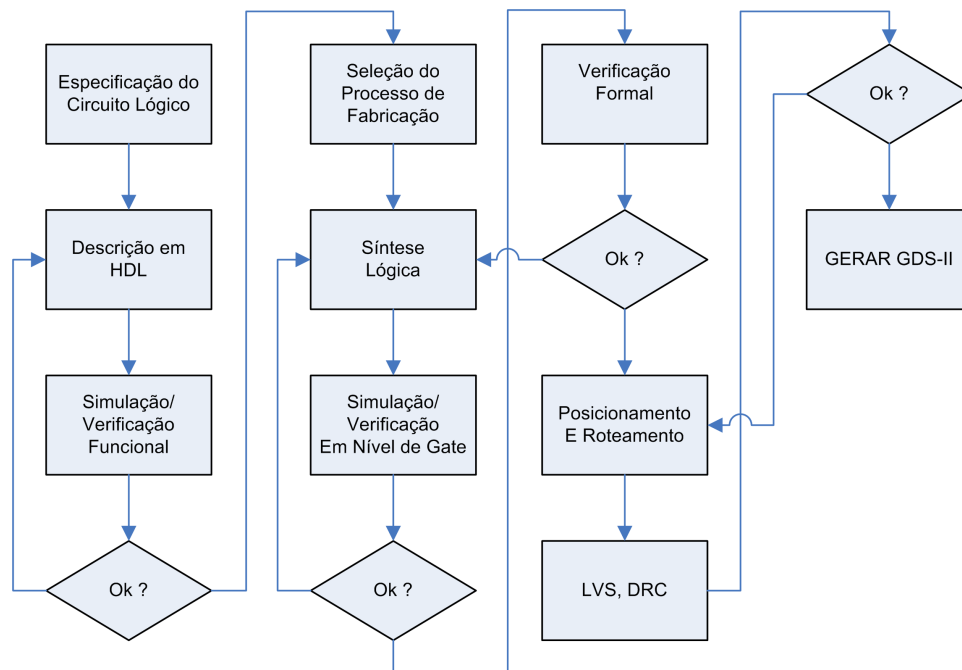 Especificação do
Circuito Lógico
Descrição em
HDL
Simulação/
Verificação
Funcional
Ok ?
Seleção do
Processo de
Fabricação
Síntese
Lógica
Simulação/
Verificação
Em Nível de Gate
Ok ?
Verificação
Formal
Ok ?
Posicionamento
E Roteamento
LVS, DRC
Ok ?
GERAR GDS-II